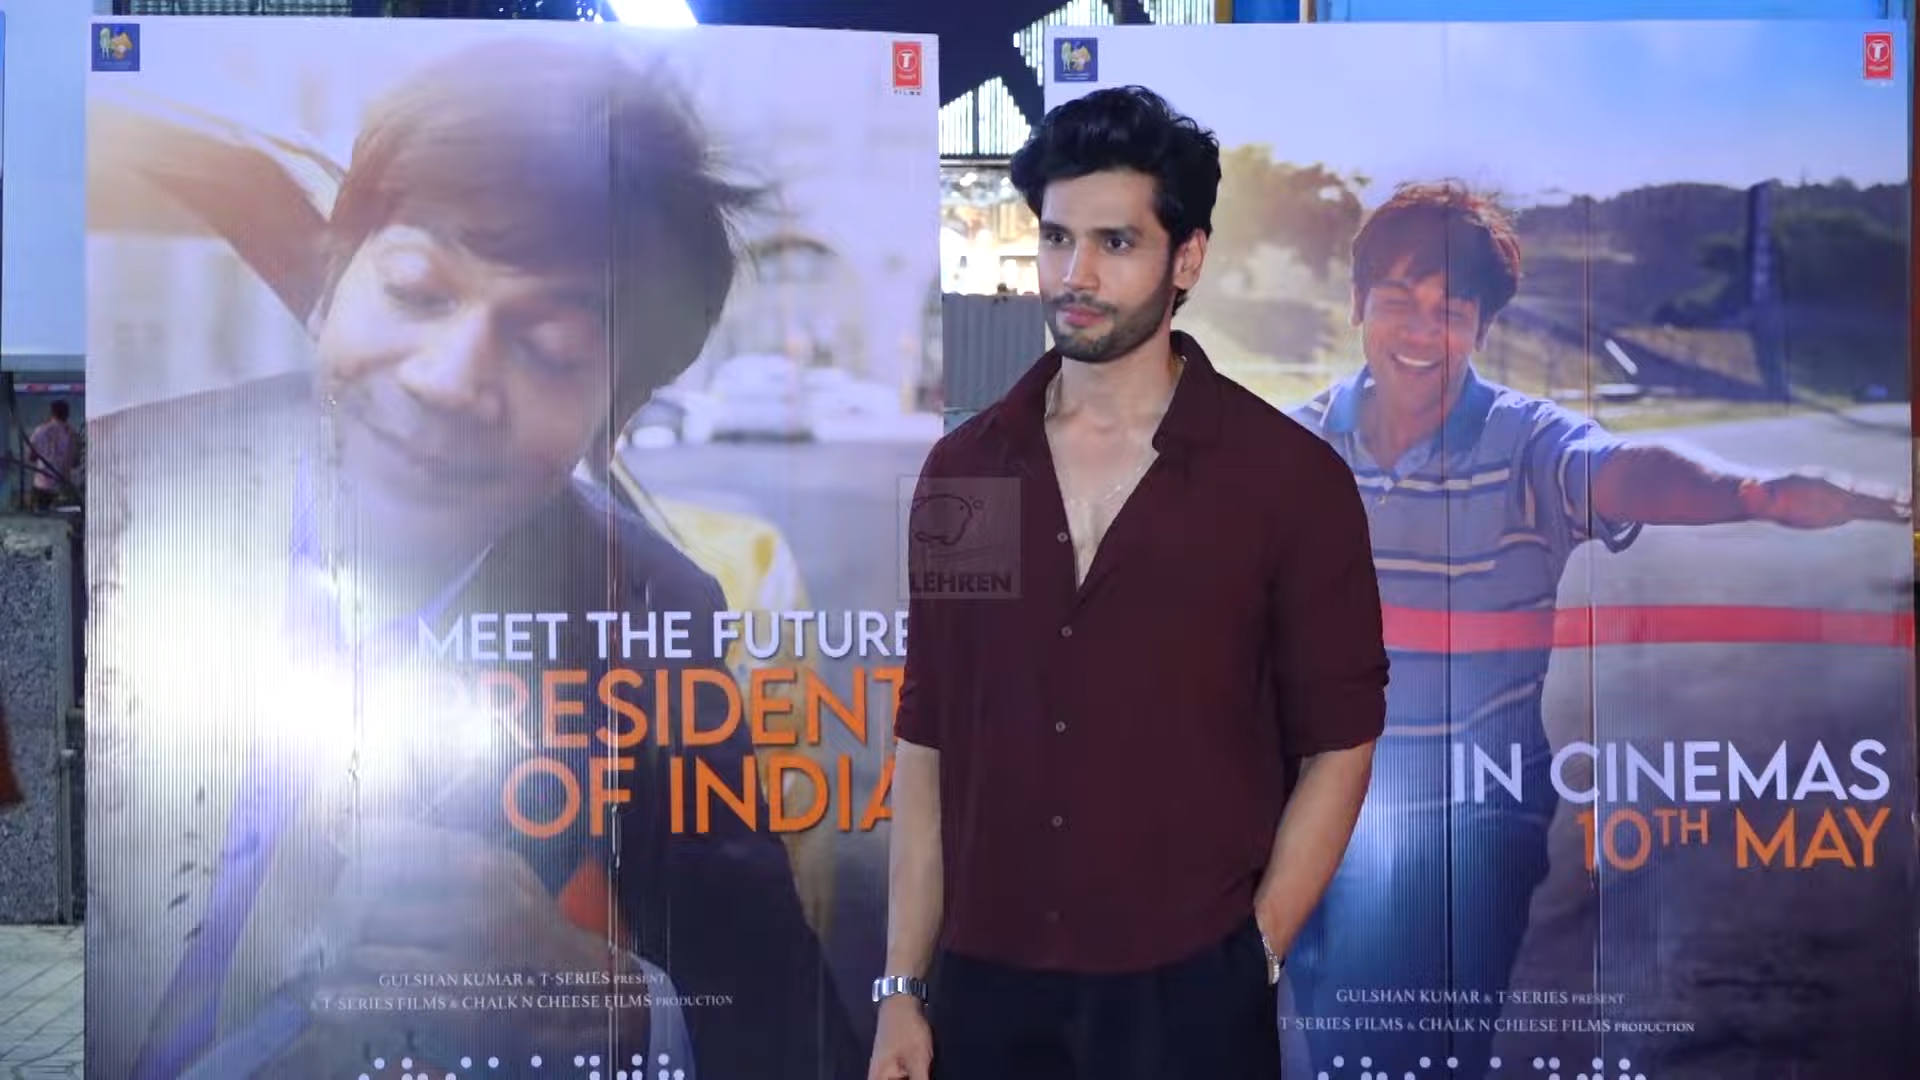 T
FILMS
T
MEET THE FUTURE
RESIDENT
OF INDIA
LEHREN
IN CINEMAS
10TH MAY
GULSHAN KUMAR & T-SERIES PRESENT
A T-SERIES FILMS & CHALK N CHEESE FILMS PRODUCTION
GULSHAN KUMAR & T-SERIES PRESENT
T-SERIES FILMS & CHALK N CHEESE FILMS PRODUCTION